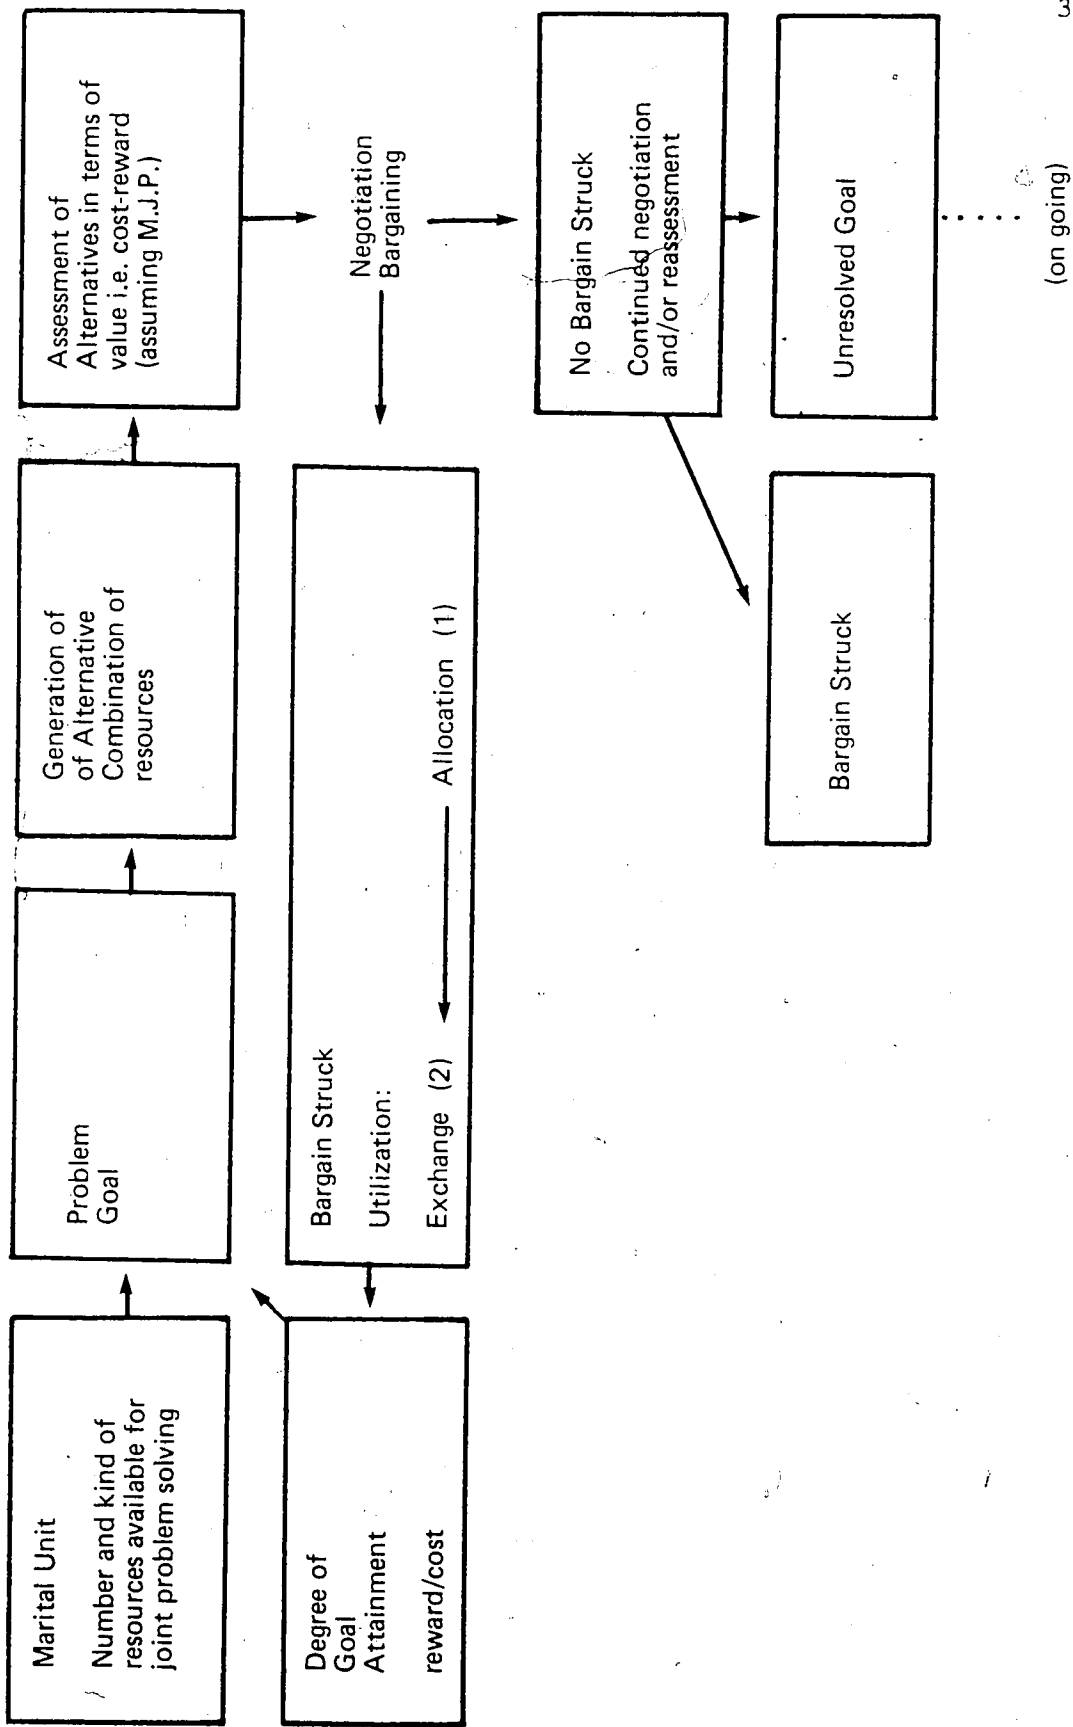 Marital Unit
Number and kind of
resources available for
joint problem solving
Problem
Goal
Generation of
of Alternative
Combination of
resources
Assessment of
Alternatives in terms of
value i.e. cost-reward
(assuming M.J.P.)
Degree of
Goal
Attainment
reward/cost
Bargain Struck
Utilization:
Exchange (2)
Allocation (1)
Negotiation
Bargaining
No Bargain Struck
Continued negotiation
and/or reassessment
Bargain Struck
Unresolved Goal
(on going)